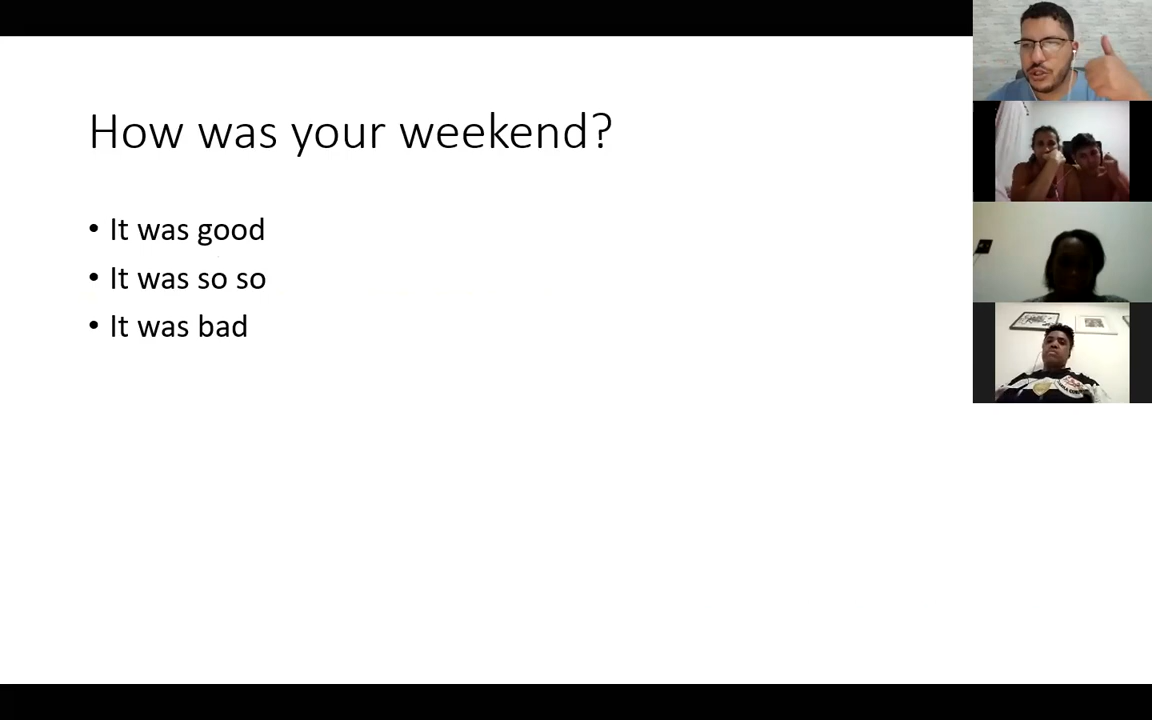 How was your weekend?
• It was good
• It was so so
• It was bad